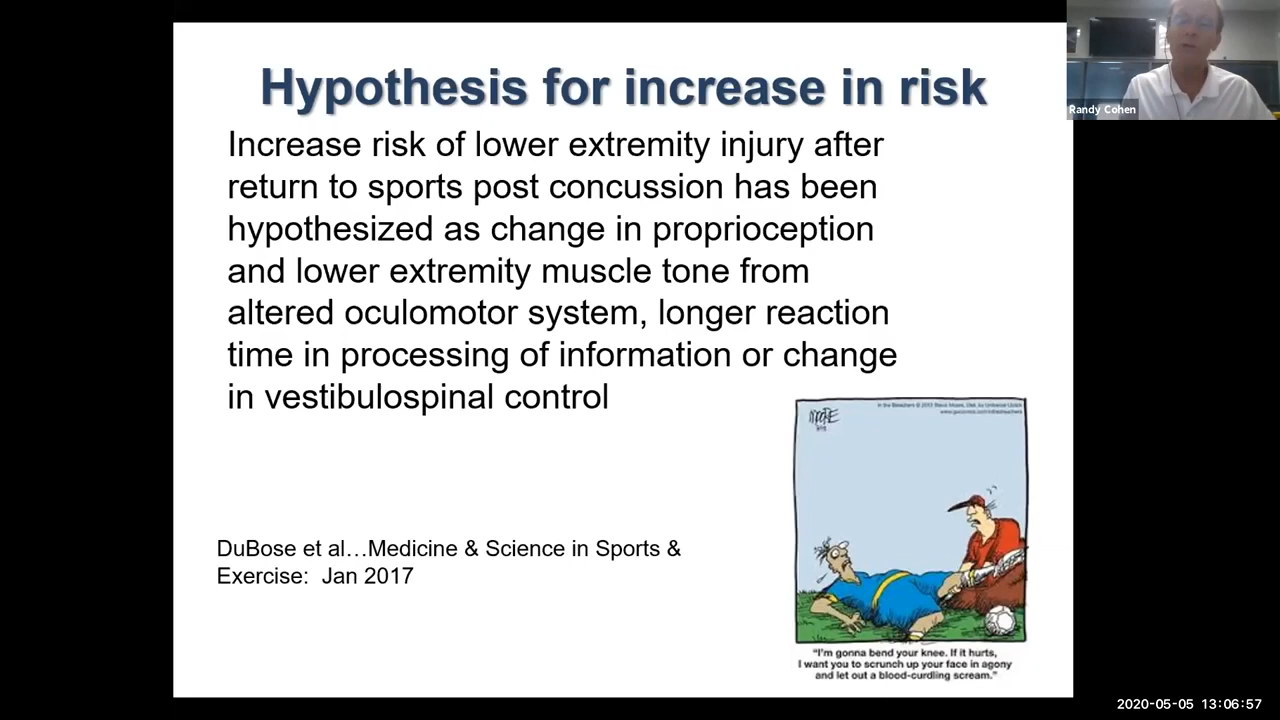 Hypothesis for increase in risk
Randy Cohen
Increase risk of lower extremity injury after
return to sports post concussion has been
hypothesized as change in proprioception
and lower extremity muscle tone from
altered oculomotor system, longer reaction
time in processing of information or change
in vestibulospinal control
MOORE
DuBose et al…Medicine & Science in Sports &
Exercise:  Jan 2017
"I'm gonna bend your knee. If it hurts,
I want you to scrunch up your face in agony
and let out a blood-curdling scream."
2020-05-05 13:06:57